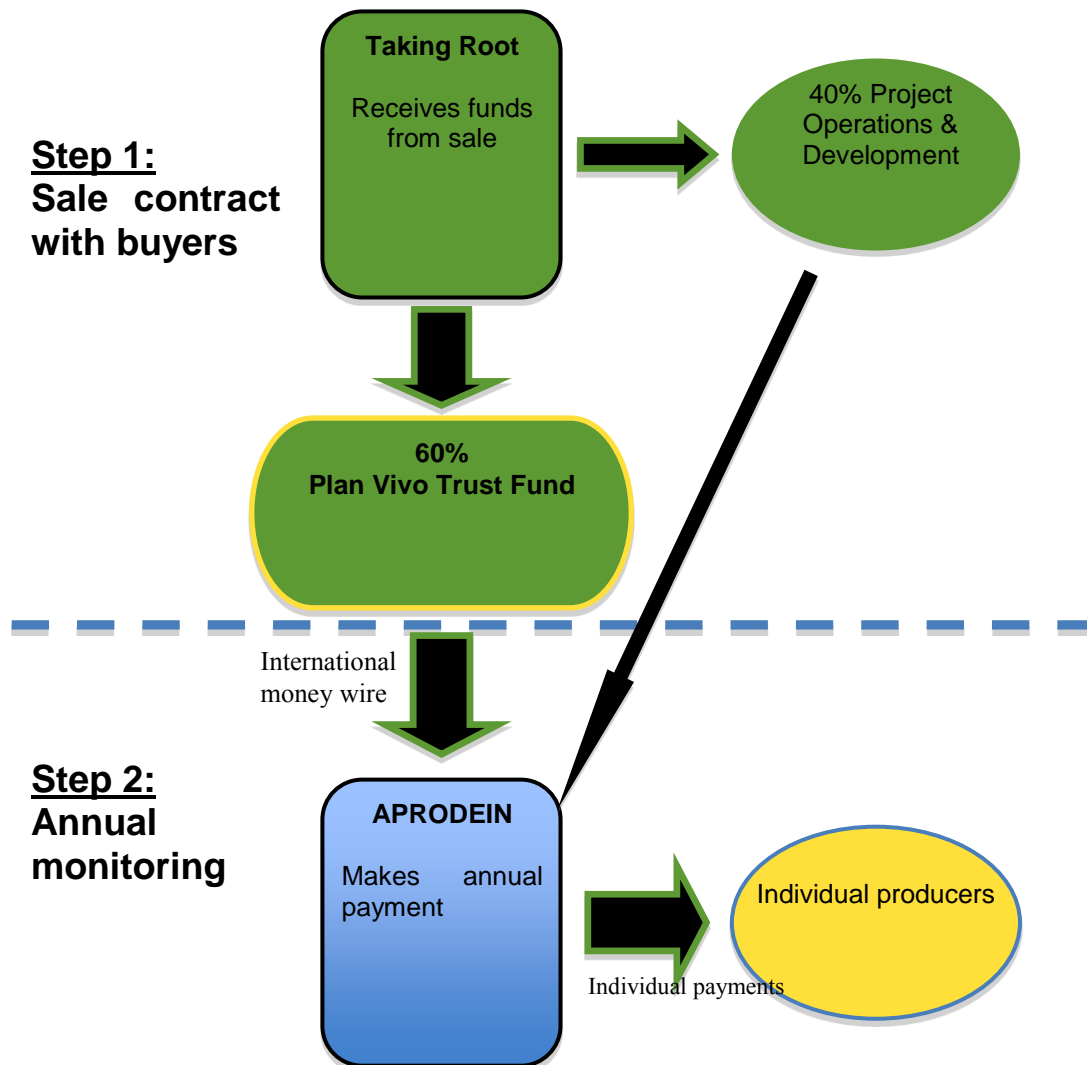 Taking Root
Receives funds
from sale
40% Project
Operations &
Development
Step 1:
Sale contract
with buyers
60%
Plan Vivo Trust Fund
International
money wire
Step 2:
Annual
monitoring
APRODEIN
Makes annual
payment
Individual producers
Individual payments